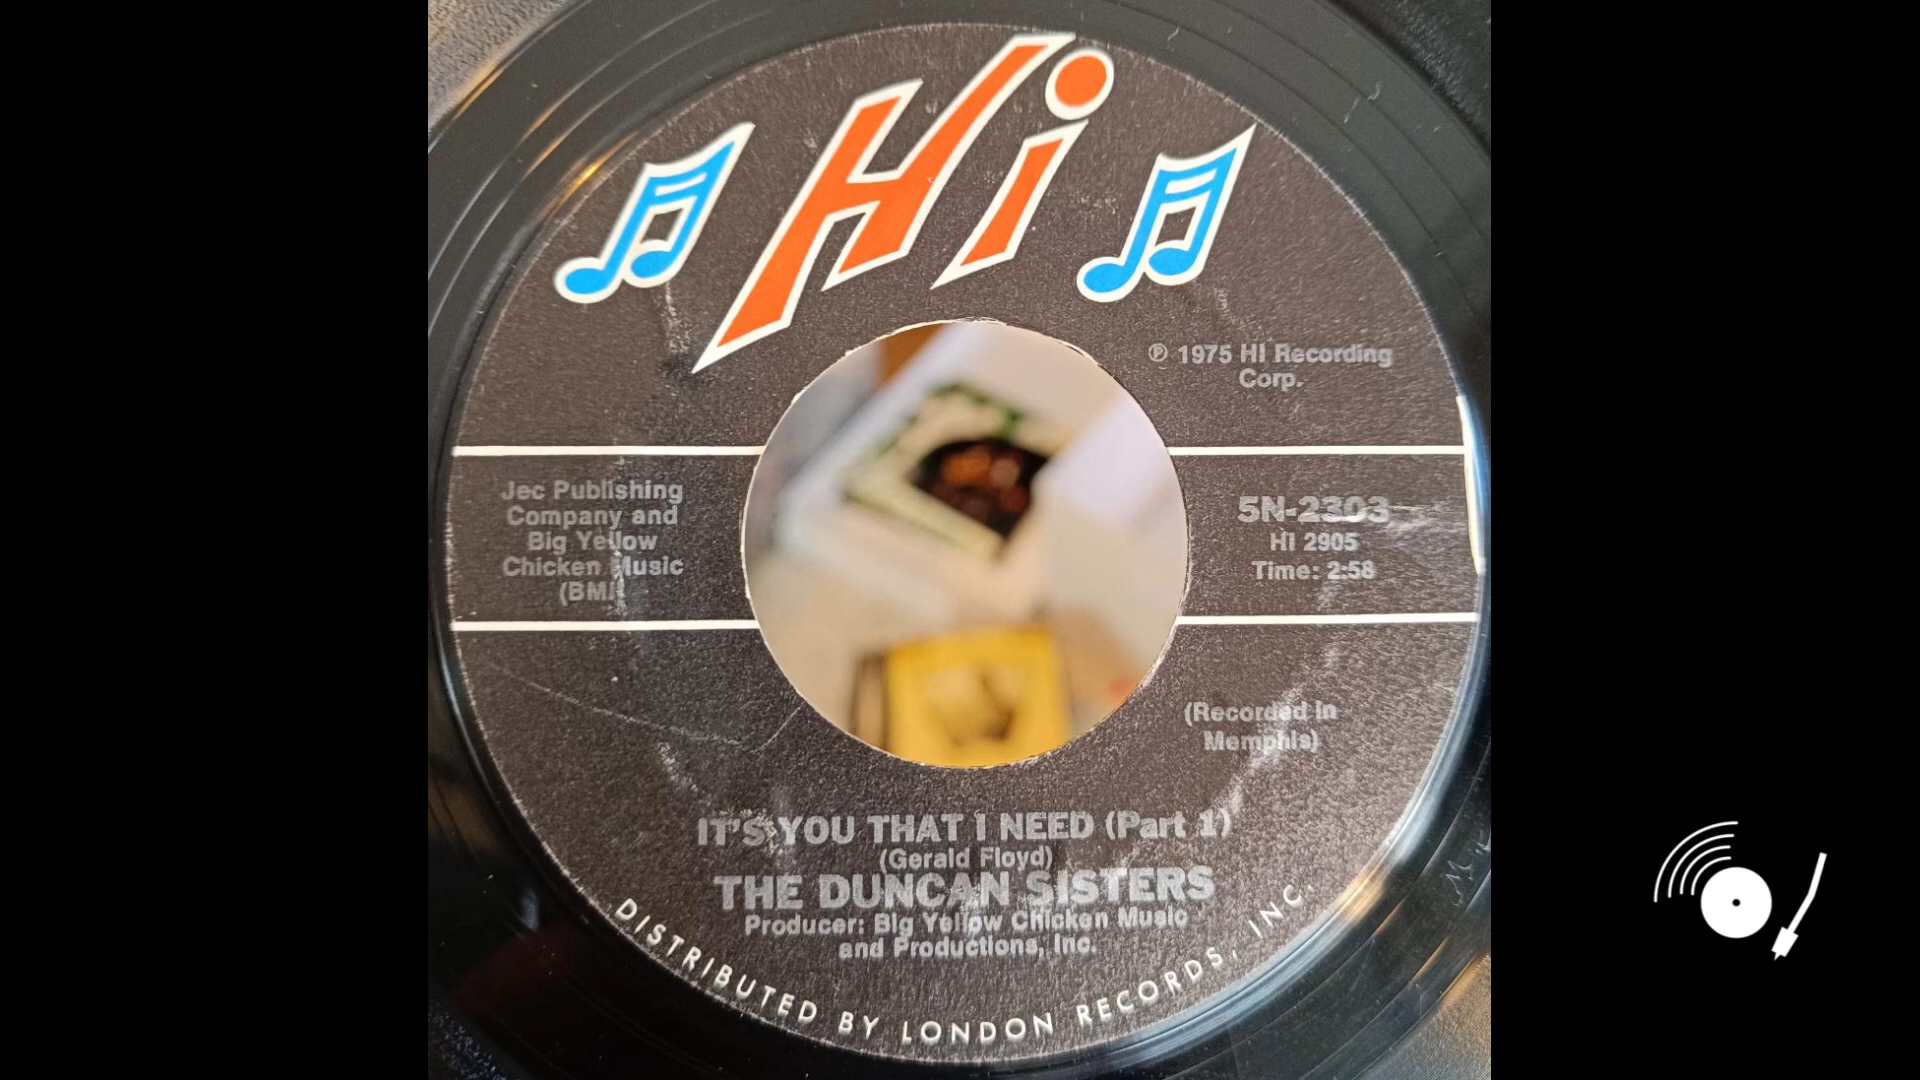 Hi
℗ 1975 HI Recording
Corp.
Jec Publishing
Company and
Big Yellow
Chicken Music
(BMI)
5N-2303
HI 2905
Time: 2:58
(Recorded in
Memphis)
IT'S YOU THAT I NEED (Part 1)
(Gerald Floyd)
THE DUNCAN SISTERS
Producer: Big Yellow Chicken Music
and Productions, Inc.
DISTRIBUTED BY LONDON RECORDS, INC.